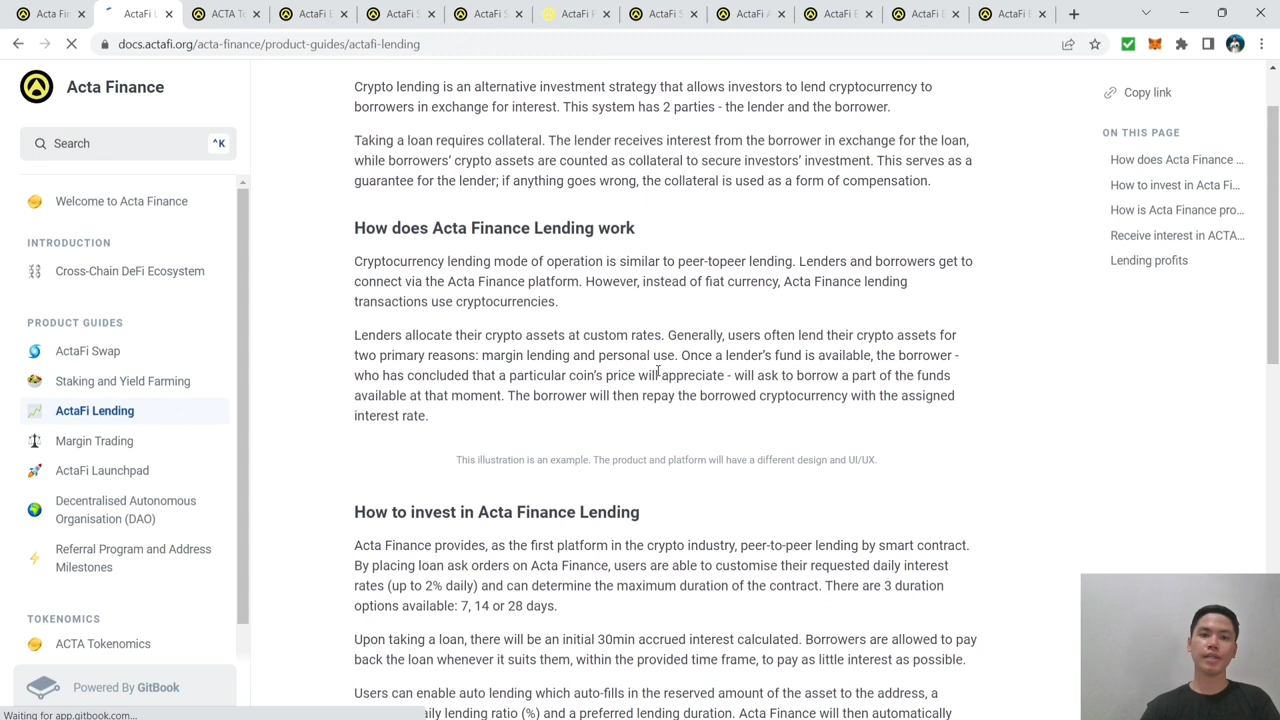 Acta Fin
ActaFi L
ACTA To
ActaFi E
ActaFi S
ActaFi S
ActaFi F
ActaFi S
ActaFi A
ActaFi E
ActaFi E
ActaFi E
docs.actafi.org/acta-finance/product-guides/actafi-lending
Acta Finance
Search
^K
Welcome to Acta Finance
INTRODUCTION
Cross-Chain DeFi Ecosystem
PRODUCT GUIDES
ActaFi Swap
Staking and Yield Farming
ActaFi Lending
Margin Trading
ActaFi Launchpad
Decentralised Autonomous
Organisation (DAO)
Referral Program and Address
Milestones
TOKENOMICS
ACTA Tokenomics
Powered By GitBook
Waiting for app.gitbook.com...
Crypto lending is an alternative investment strategy that allows investors to lend cryptocurrency to
borrowers in exchange for interest. This system has 2 parties - the lender and the borrower.
Taking a loan requires collateral. The lender receives interest from the borrower in exchange for the loan,
while borrowers’ crypto assets are counted as collateral to secure investors’ investment. This serves as a
guarantee for the lender; if anything goes wrong, the collateral is used as a form of compensation.
How does Acta Finance Lending work
Cryptocurrency lending mode of operation is similar to peer-topeer lending. Lenders and borrowers get to
connect via the Acta Finance platform. However, instead of fiat currency, Acta Finance lending
transactions use cryptocurrencies.
Lenders allocate their crypto assets at custom rates. Generally, users often lend their crypto assets for
two primary reasons: margin lending and personal use. Once a lender’s fund is available, the borrower -
who has concluded that a particular coin’s price will appreciate - will ask to borrow a part of the funds
available at that moment. The borrower will then repay the borrowed cryptocurrency with the assigned
interest rate.
This illustration is an example. The product and platform will have a different design and UI/UX.
How to invest in Acta Finance Lending
Acta Finance provides, as the first platform in the crypto industry, peer-to-peer lending by smart contract.
By placing loan ask orders on Acta Finance, users are able to customise their requested daily interest
rates (up to 2% daily) and can determine the maximum duration of the contract. There are 3 duration
options available: 7, 14 or 28 days.
Upon taking a loan, there will be an initial 30min accrued interest calculated. Borrowers are allowed to pay
back the loan whenever it suits them, within the provided time frame, to pay as little interest as possible.
Users can enable auto lending which auto-fills in the reserved amount of the asset to the address, a
aily lending ratio (%) and a preferred lending duration. Acta Finance will then automatically
Copy link
ON THIS PAGE
How does Acta Finance ...
How to invest in Acta Fi...
How is Acta Finance pro...
Receive interest in ACTA...
Lending profits